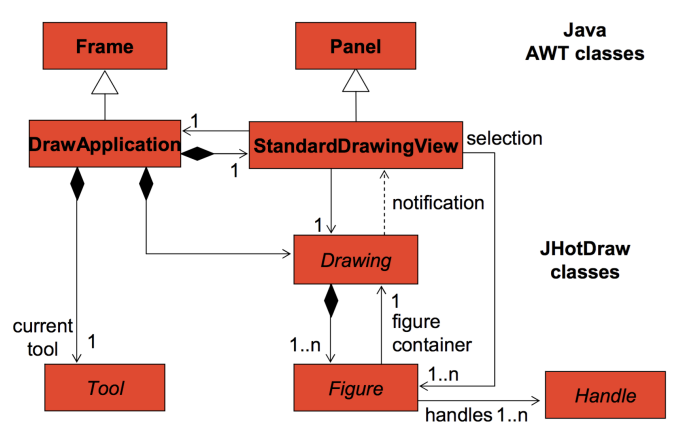 Frame
Panel
Java
AWT classes
DrawApplication
1
1
StandardDrawingView
selection
1
notification
Drawing
JHotDraw
classes
current
tool
1
1..n
1
figure
container
1..n
Tool
Figure
handles 1..n
Handle